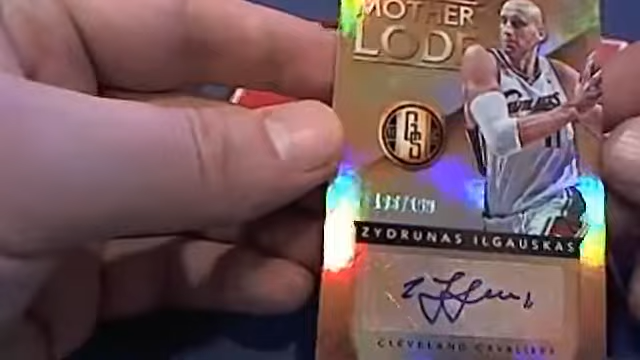 MOTHER
LODE
GS
ZYDRUNAS ILGAUSKAS
CLEVELAND CAVALIERS